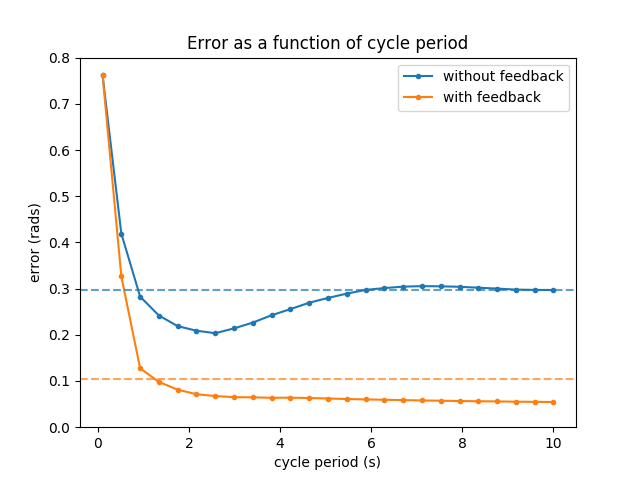 Error as a function of cycle period
without feedback
with feedback
error (rads)
0.8
0.7
0.6
0.5
0.4
0.3
0.2
0.1
0.0
0 2 4 6 8 10
cycle period (s)